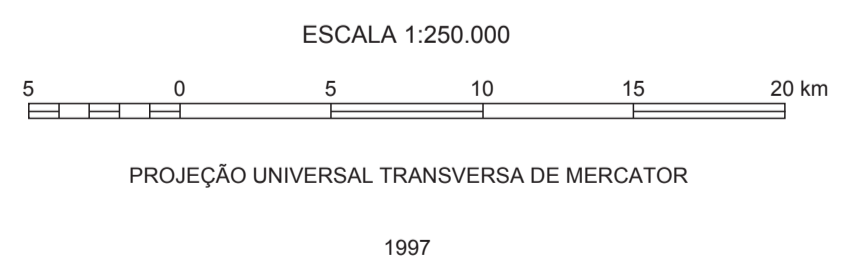 ESCALA 1:250.000
5 0 5 10 15 20 km
PROJEÇÃO UNIVERSAL TRANSVERSA DE MERCATOR
1997